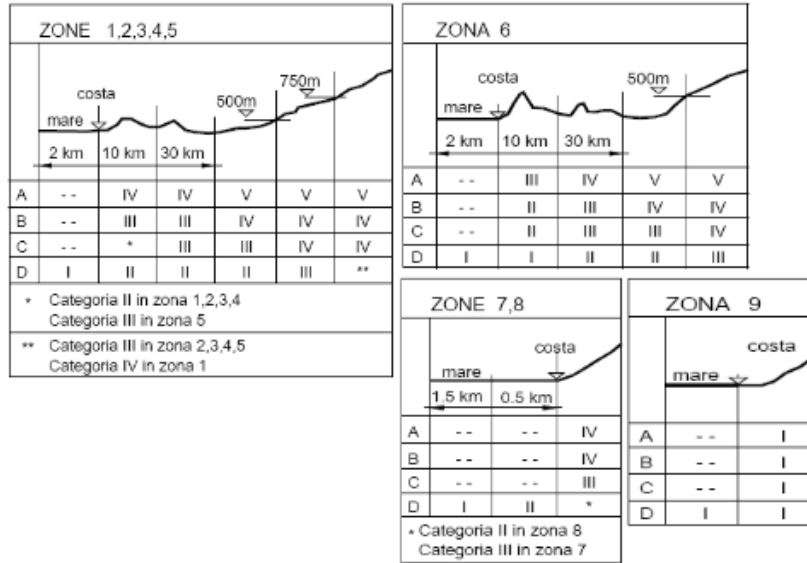 ZONE 1,2,3,4,5
costa
mare
500m
750m
2 km 10 km 30 km
A -- IV IV V V V
B -- III III IV IV IV
C -- * III III IV IV
D I II II II III **
* Categoria II in zona 1,2,3,4
Categoria III in zona 5
** Categoria III in zona 2,3,4,5
Categoria IV in zona 1
ZONA 6
costa
mare
500m
2 km 10 km 30 km
A -- III IV V V
B -- II III IV IV
C -- II III III IV
D I I II II III
ZONE 7,8
costa
mare
1.5 km 0.5 km
A -- -- IV
B -- -- IV
C -- -- III
D I II *
* Categoria II in zona 8
Categoria III in zona 7
ZONA 9
costa
mare
A -- I
B -- I
C -- I
D I I